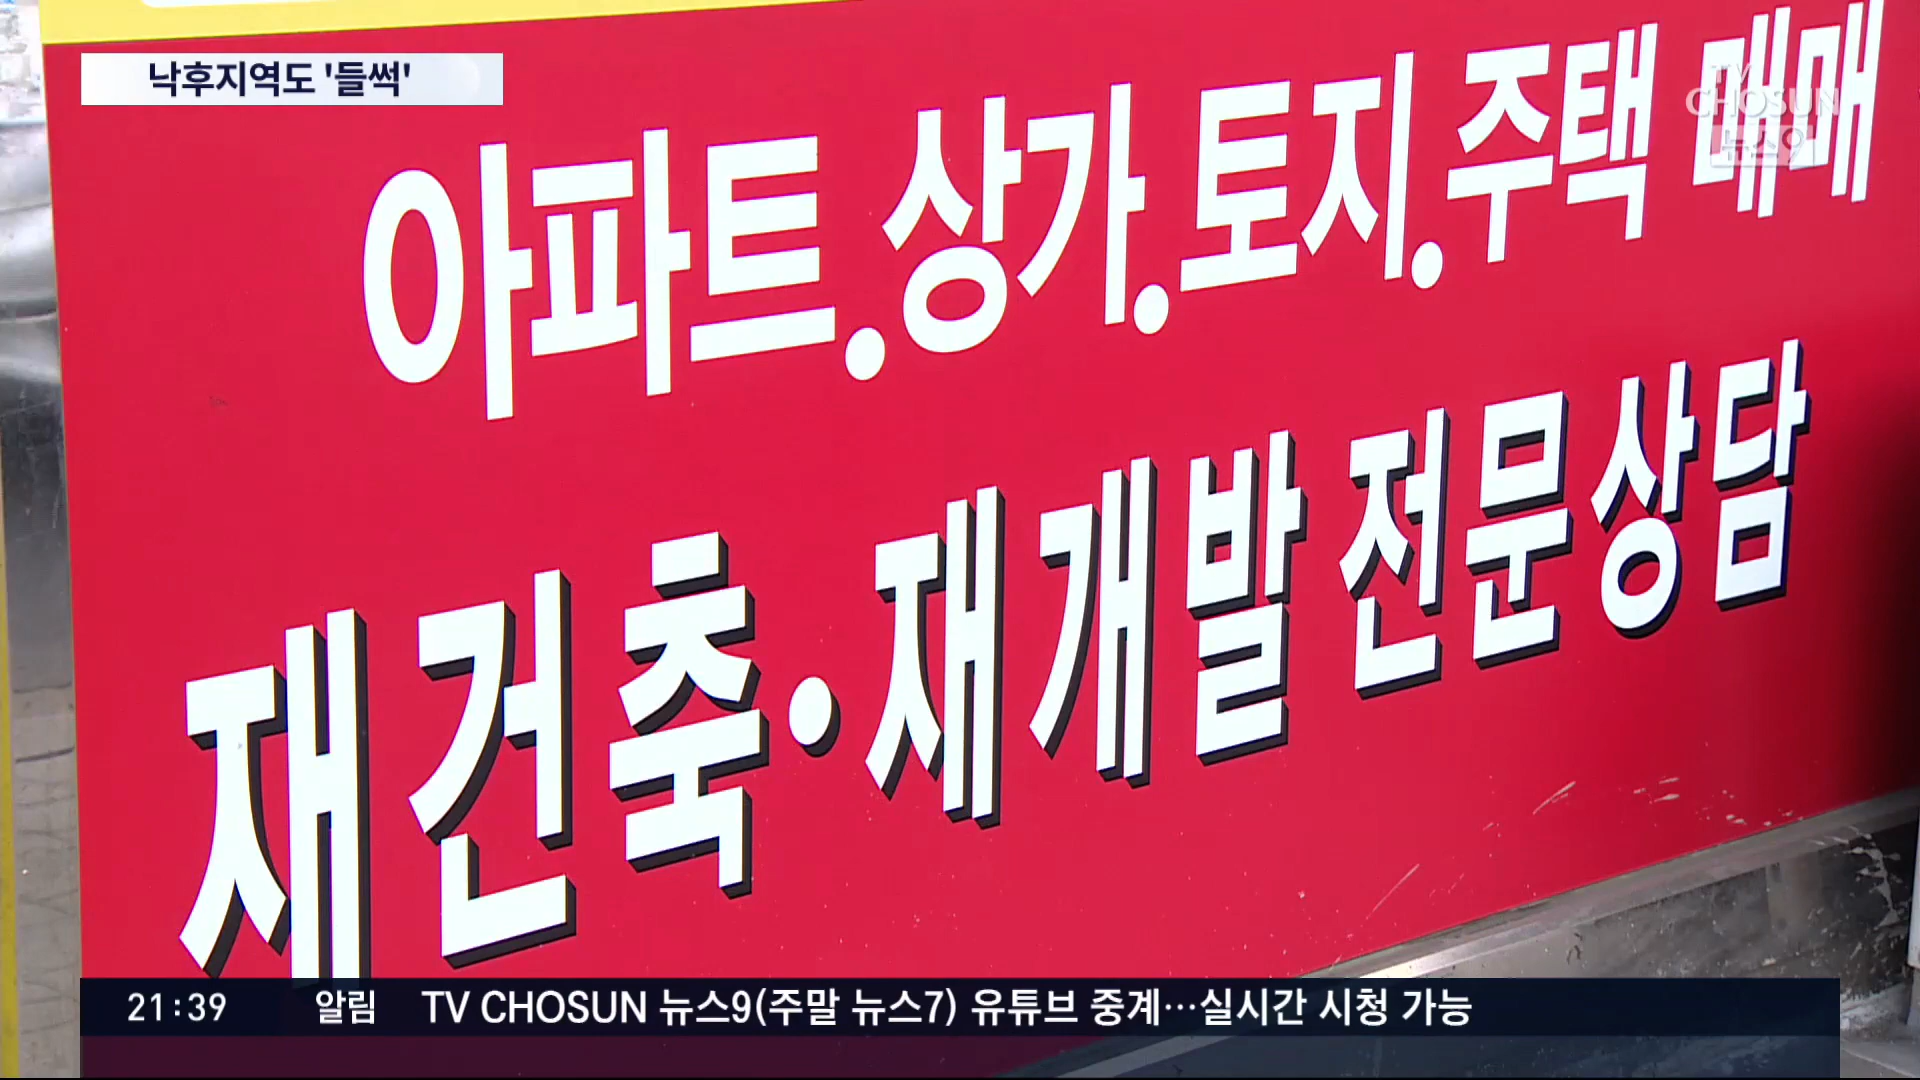 낙후지역도 '들썩'
TV
CHOSUN
뉴스9
아파트.상가.토지.주택 매매
재건축·재개발 전문상담
21:39 알림 TV CHOSUN 뉴스9(주말 뉴스7) 유튜브 중계…실시간 시청 가능